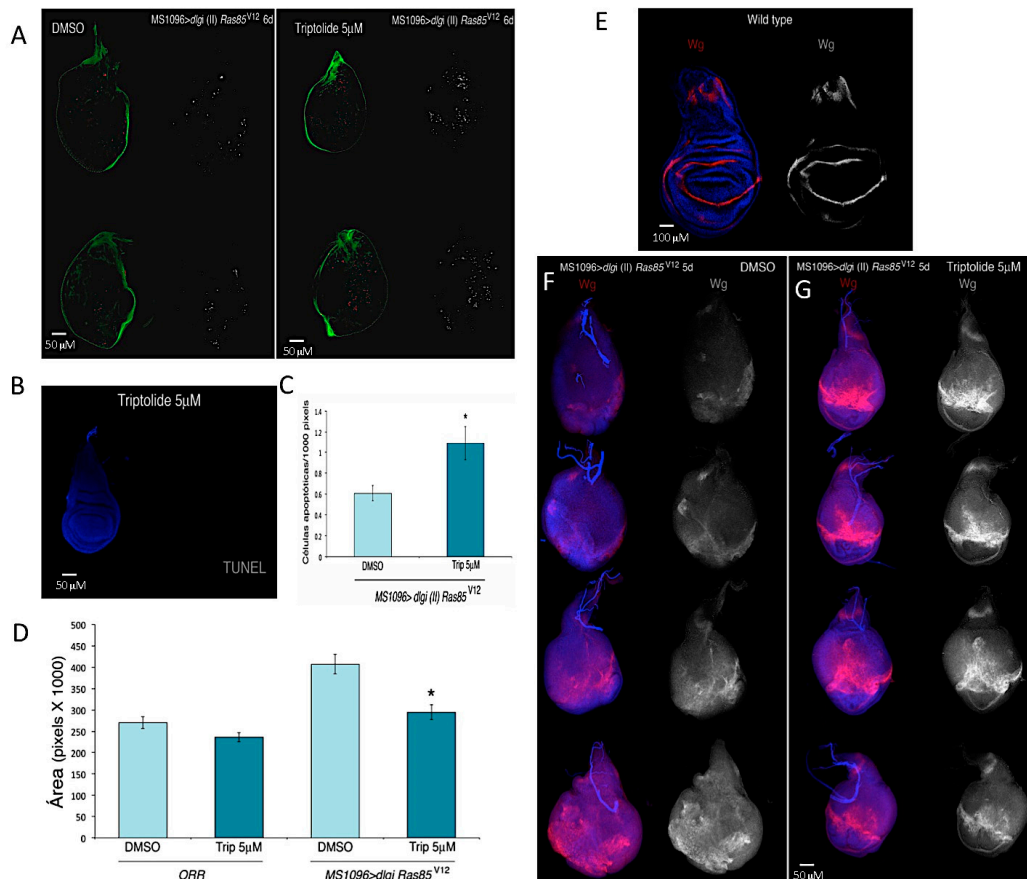 A
DMSO
MS1096>dlgi (II) Ras85V12 6d
Triptolide 5µM
MS1096>dlgi (II) Ras85V12 6d
50 µM
50 µM
B
Triptolide 5µM
TUNEL
50 µM
C
Células apoptóticas/1000 pixels
1.4
1.2
1
0.8
0.6
0.4
0.2
0
*
DMSO
Trip 5µM
MS1096> dlgi (II) Ras85V12
D
Área (pixels X 1000)
500
450
400
350
300
250
200
150
100
50
0
*
DMSO
Trip 5µM
DMSO
Trip 5µM
ORR
MS1096>dlgi Ras85V12
E
Wild type
Wg
Wg
100 µM
F
MS1096>dlgi (II) Ras85V12 5d
DMSO
Wg
Wg
G
MS1096>dlgi (II) Ras85V12 5d
Triptolide 5µM
Wg
Wg
50 µM